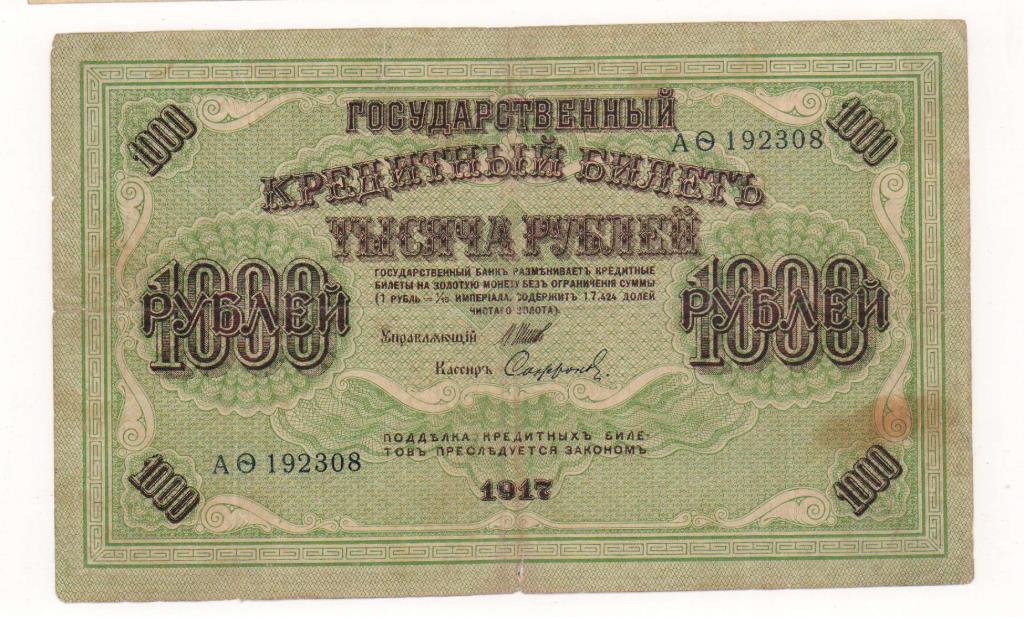 1000
ГОСУДАРСТВЕННЫЙ
1000
АѲ 192308
КРЕДИТНЫЙ БИЛЕТЪ
ТЫСЯЧА РУБЛЕЙ
1000 РУБЛЕЙ
ГОСУДАРСТВЕННЫЙ БАНКЪ РАЗМѢНИВАЕТЪ КРЕДИТНЫЕ
БИЛЕТЫ НА ЗОЛОТУЮ МОНЕТУ БЕЗЪ ОГРАНИЧЕНІЯ СУММЫ
(1 РУБЛЬ = 1/15 ИМПЕРІАЛА, СОДЕРЖИТЪ 17,424 ДОЛЕЙ
ЧИСТАГО ЗОЛОТА).
1000 РУБЛЕЙ
Управляющій
Кассиръ Сафронов
ПОДДѢЛКА КРЕДИТНЫХЪ БИЛЕ-
ТОВЪ ПРЕСЛѢДУЕТСЯ ЗАКОНОМЪ
АѲ 192308
1917
1000
1000